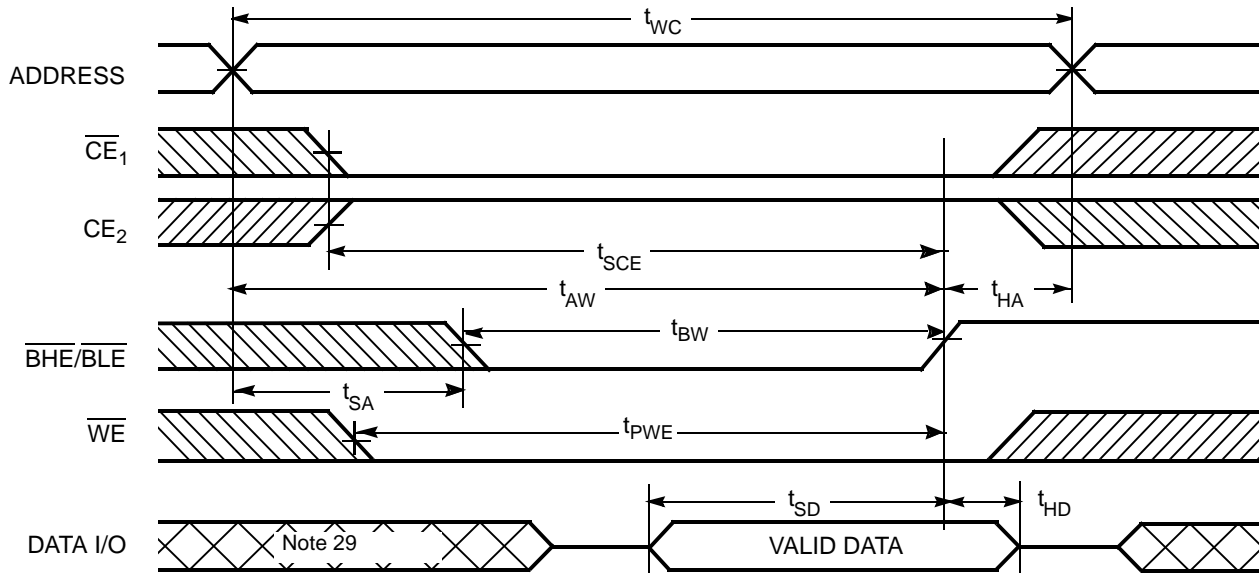 tWC
ADDRESS
CE1
CE2
tSCE
tAW
tHA
tBW
BHE/BLE
tSA
WE
tPWE
tSD
tHD
DATA I/O
Note 29
VALID DATA